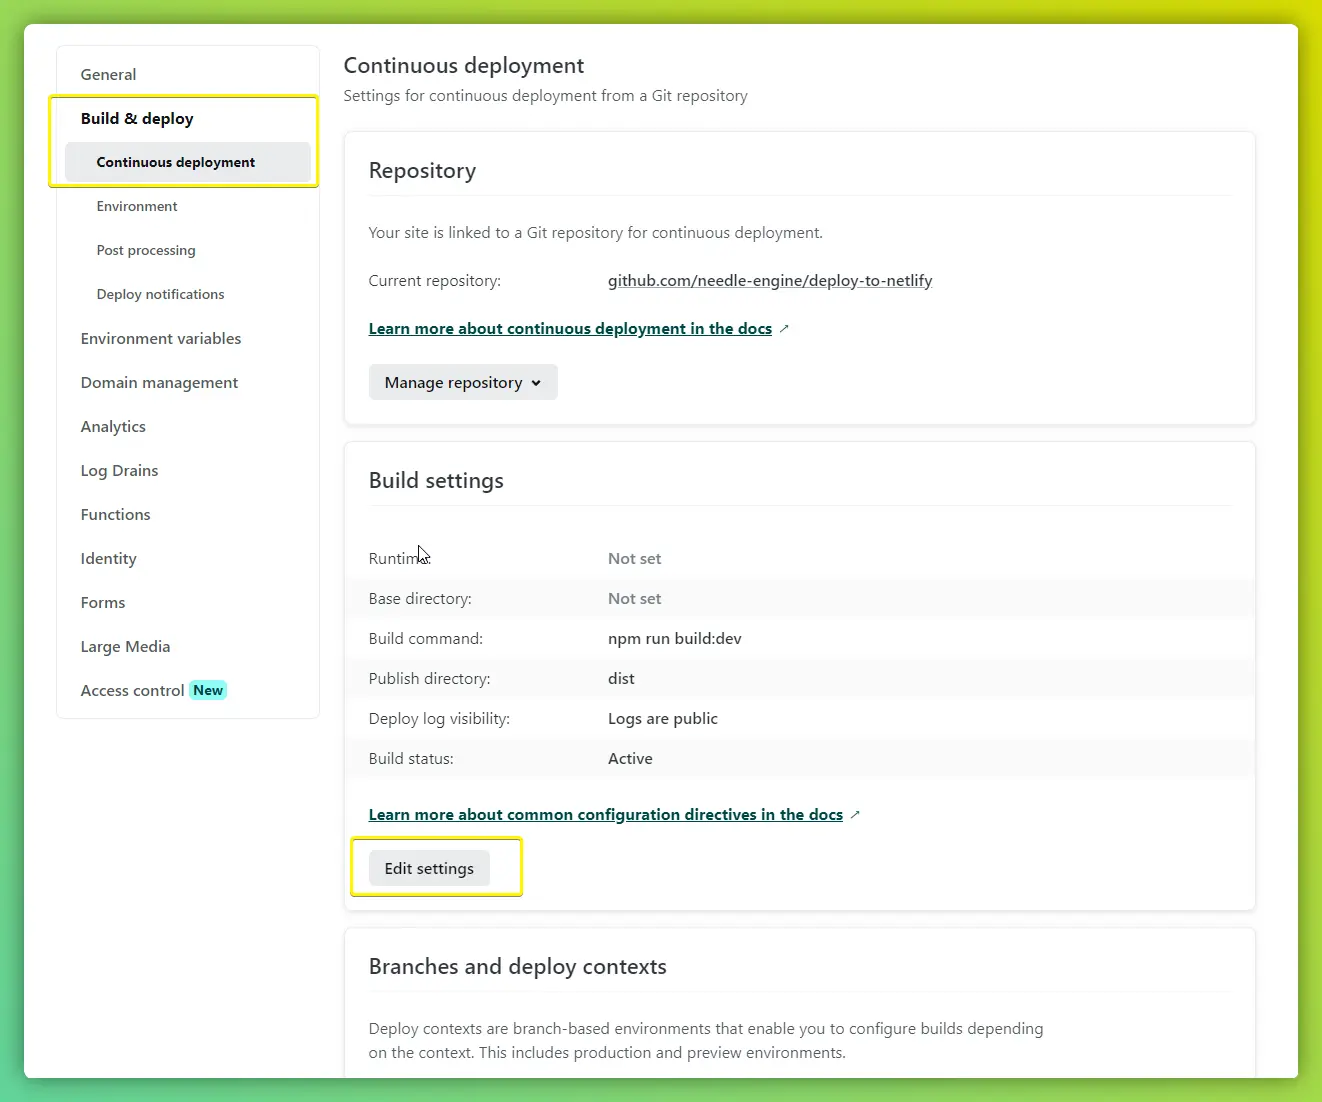 General
Build & deploy
Continuous deployment
Environment
Post processing
Deploy notifications
Environment variables
Domain management
Analytics
Log Drains
Functions
Identity
Forms
Large Media
Access control New
Continuous deployment
Settings for continuous deployment from a Git repository
Repository
Your site is linked to a Git repository for continuous deployment.
Current repository: github.com/needle-engine/deploy-to-netlify
Learn more about continuous deployment in the docs ↗
Manage repository
Build settings
Runtime: Not set
Base directory: Not set
Build command: npm run build:dev
Publish directory: dist
Deploy log visibility: Logs are public
Build status: Active
Learn more about common configuration directives in the docs ↗
Edit settings
Branches and deploy contexts
Deploy contexts are branch-based environments that enable you to configure builds depending
on the context. This includes production and preview environments.